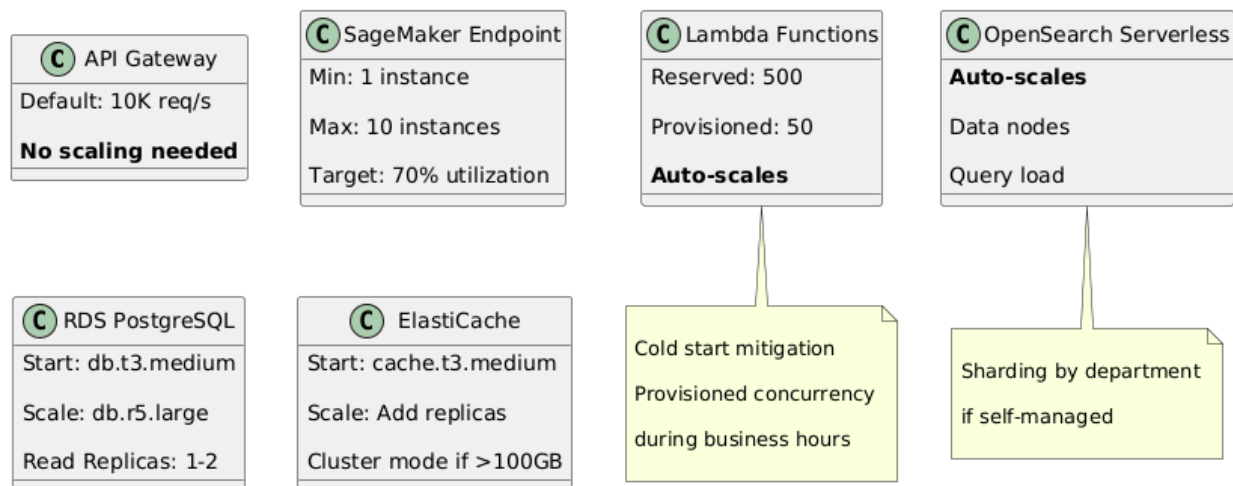 C API Gateway
Default: 10K req/s
No scaling needed
C SageMaker Endpoint
Min: 1 instance
Max: 10 instances
Target: 70% utilization
C Lambda Functions
Reserved: 500
Provisioned: 50
Auto-scales
C OpenSearch Serverless
Auto-scales
Data nodes
Query load
C RDS PostgreSQL
Start: db.t3.medium
Scale: db.r5.large
Read Replicas: 1-2
C ElastiCache
Start: cache.t3.medium
Scale: Add replicas
Cluster mode if >100GB
Cold start mitigation
Provisioned concurrency
during business hours
Sharding by department
if self-managed